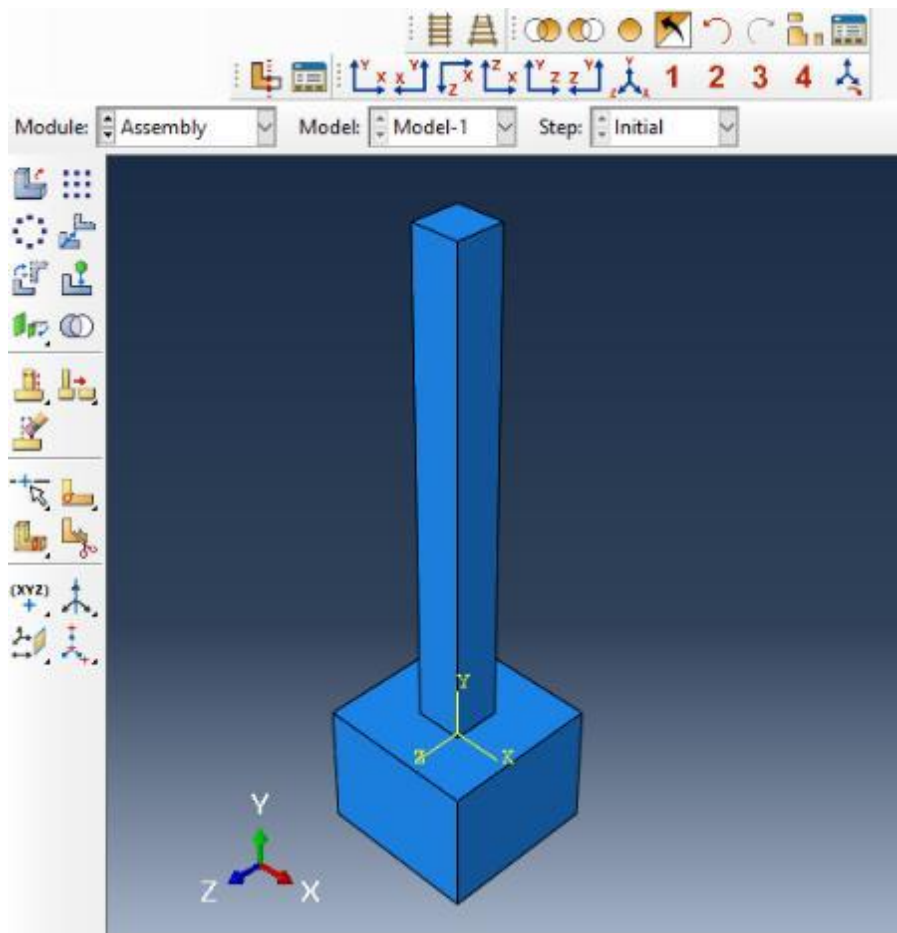 Y X X Y Z X Z X Y Z Z Y Y Z X 1 2 3 4
Module: Assembly Model: Model-1 Step: Initial
(XYZ)
Y
Z X
Y
Z X